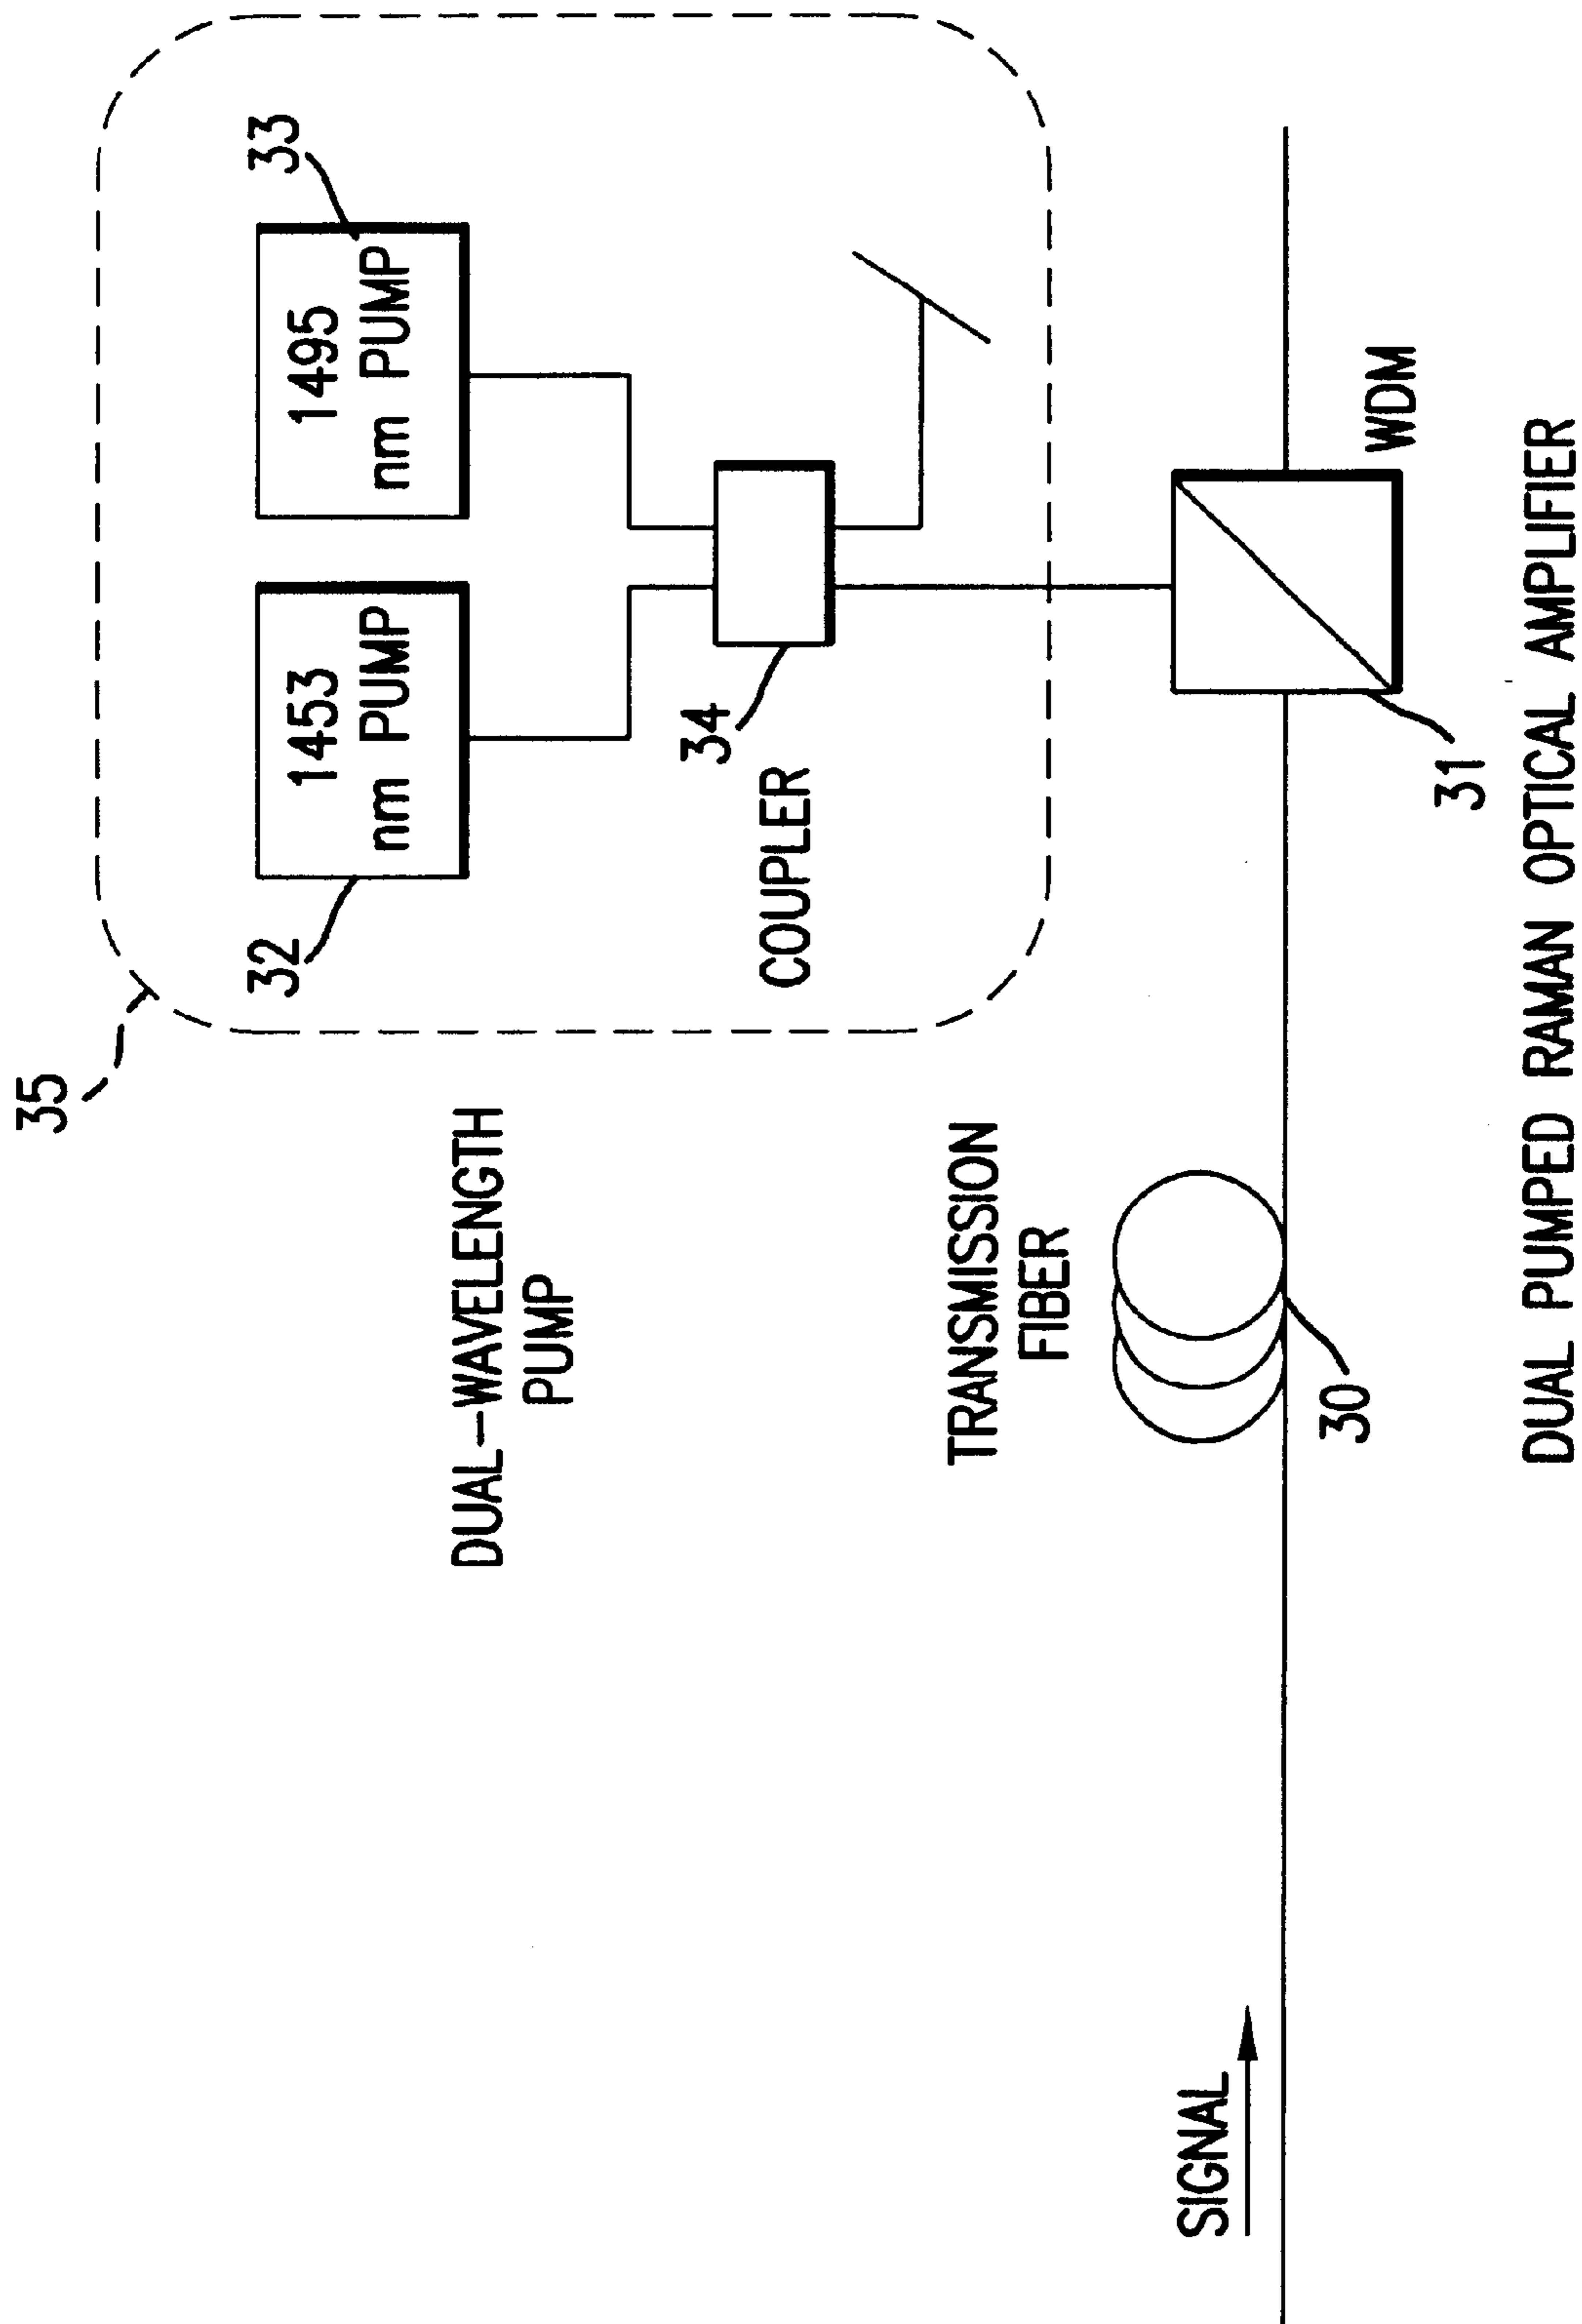 35
32
1453
nm PUMP
33
1495
nm PUMP
DUAL-WAVELENGTH
PUMP
34
COUPLER
TRANSMISSION
FIBER
SIGNAL
30
31
WDM
DUAL PUMPED RAMAN OPTICAL AMPLIFIER